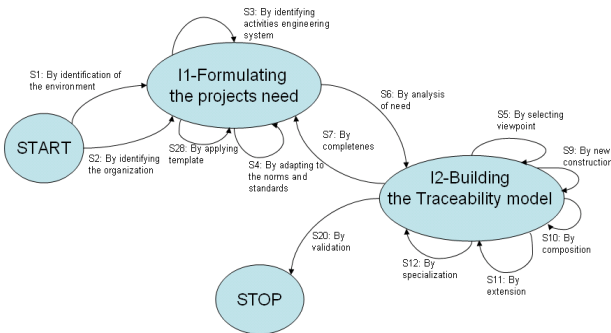 S3: By identifying
activities engineering
system
S1: By identification of
the environment
I1-Formulating
the projects need
S6: By analysis
of need
S5: By selecting
viewpoint
S7: By
completenes
START
S28: By applying
template
S2: By identifying
the organization
S4: By adapting to
the norms and
standards
S9: By new
construction
I2-Building
the Traceability model
S10: By
composition
S20: By
validation
S12: By
specialization
S11: By
extension
STOP